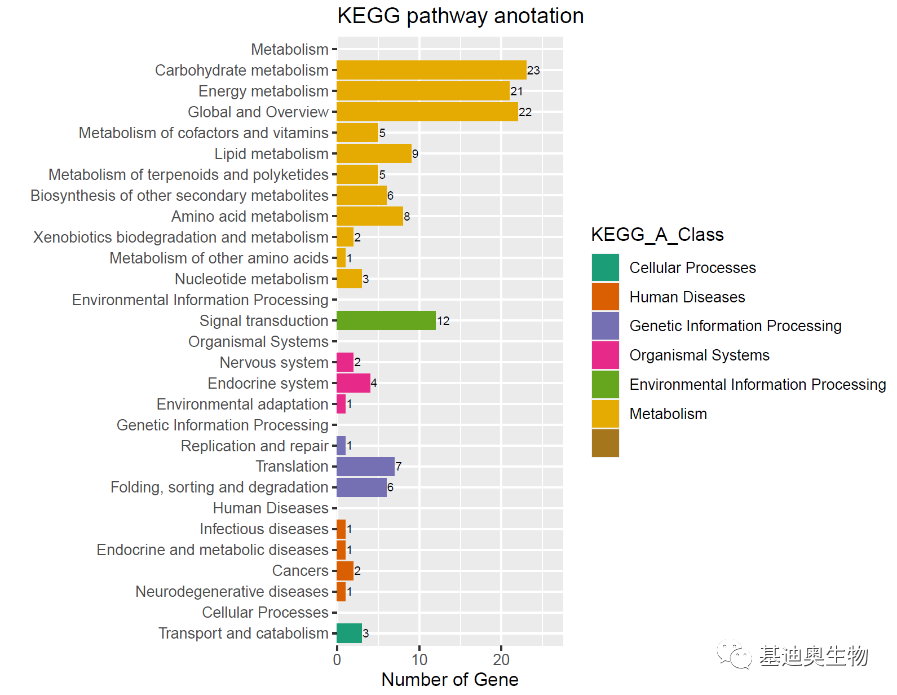 KEGG pathway anotation
Metabolism
Carbohydrate metabolism 23
Energy metabolism 21
Global and Overview 22
Metabolism of cofactors and vitamins 5
Lipid metabolism 9
Metabolism of terpenoids and polyketides 5
Biosynthesis of other secondary metabolites 6
Amino acid metabolism 8
Xenobiotics biodegradation and metabolism 2
Metabolism of other amino acids 1
Nucleotide metabolism 3
Environmental Information Processing
Signal transduction 12
Organismal Systems
Nervous system 2
Endocrine system 4
Environmental adaptation 1
Genetic Information Processing
Replication and repair 1
Translation 7
Folding, sorting and degradation 6
Human Diseases
Infectious diseases 1
Endocrine and metabolic diseases 1
Cancers 2
Neurodegenerative diseases 1
Cellular Processes
Transport and catabolism 3
0 10 20
Number of Gene
KEGG_A_Class
Cellular Processes
Human Diseases
Genetic Information Processing
Organismal Systems
Environmental Information Processing
Metabolism
基迪奥生物